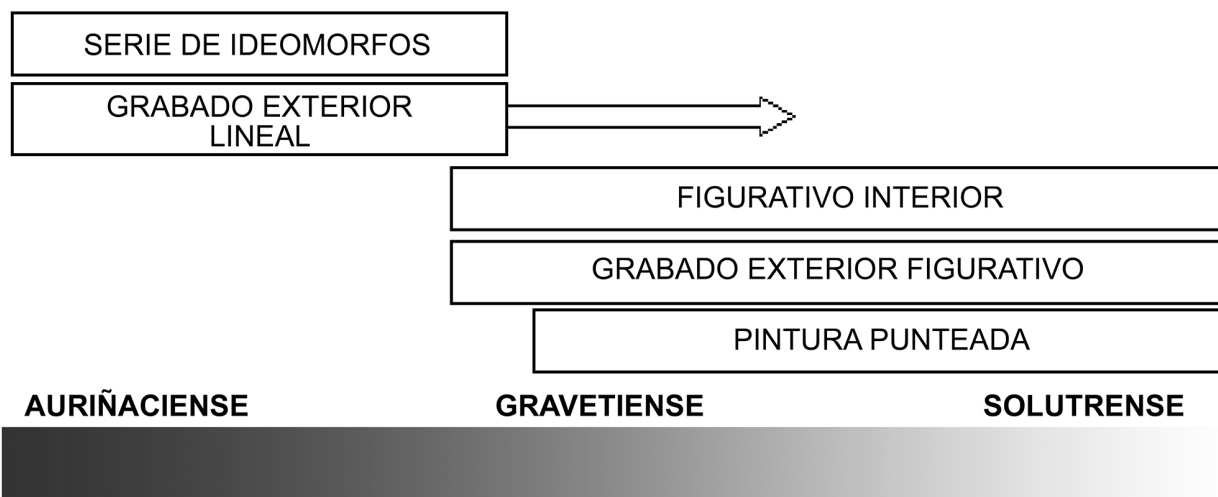 SERIE DE IDEOMORFOS
GRABADO EXTERIOR
LINEAL
FIGURATIVO INTERIOR
GRABADO EXTERIOR FIGURATIVO
PINTURA PUNTEADA
AURIÑACIENSE GRAVETIENSE SOLUTRENSE